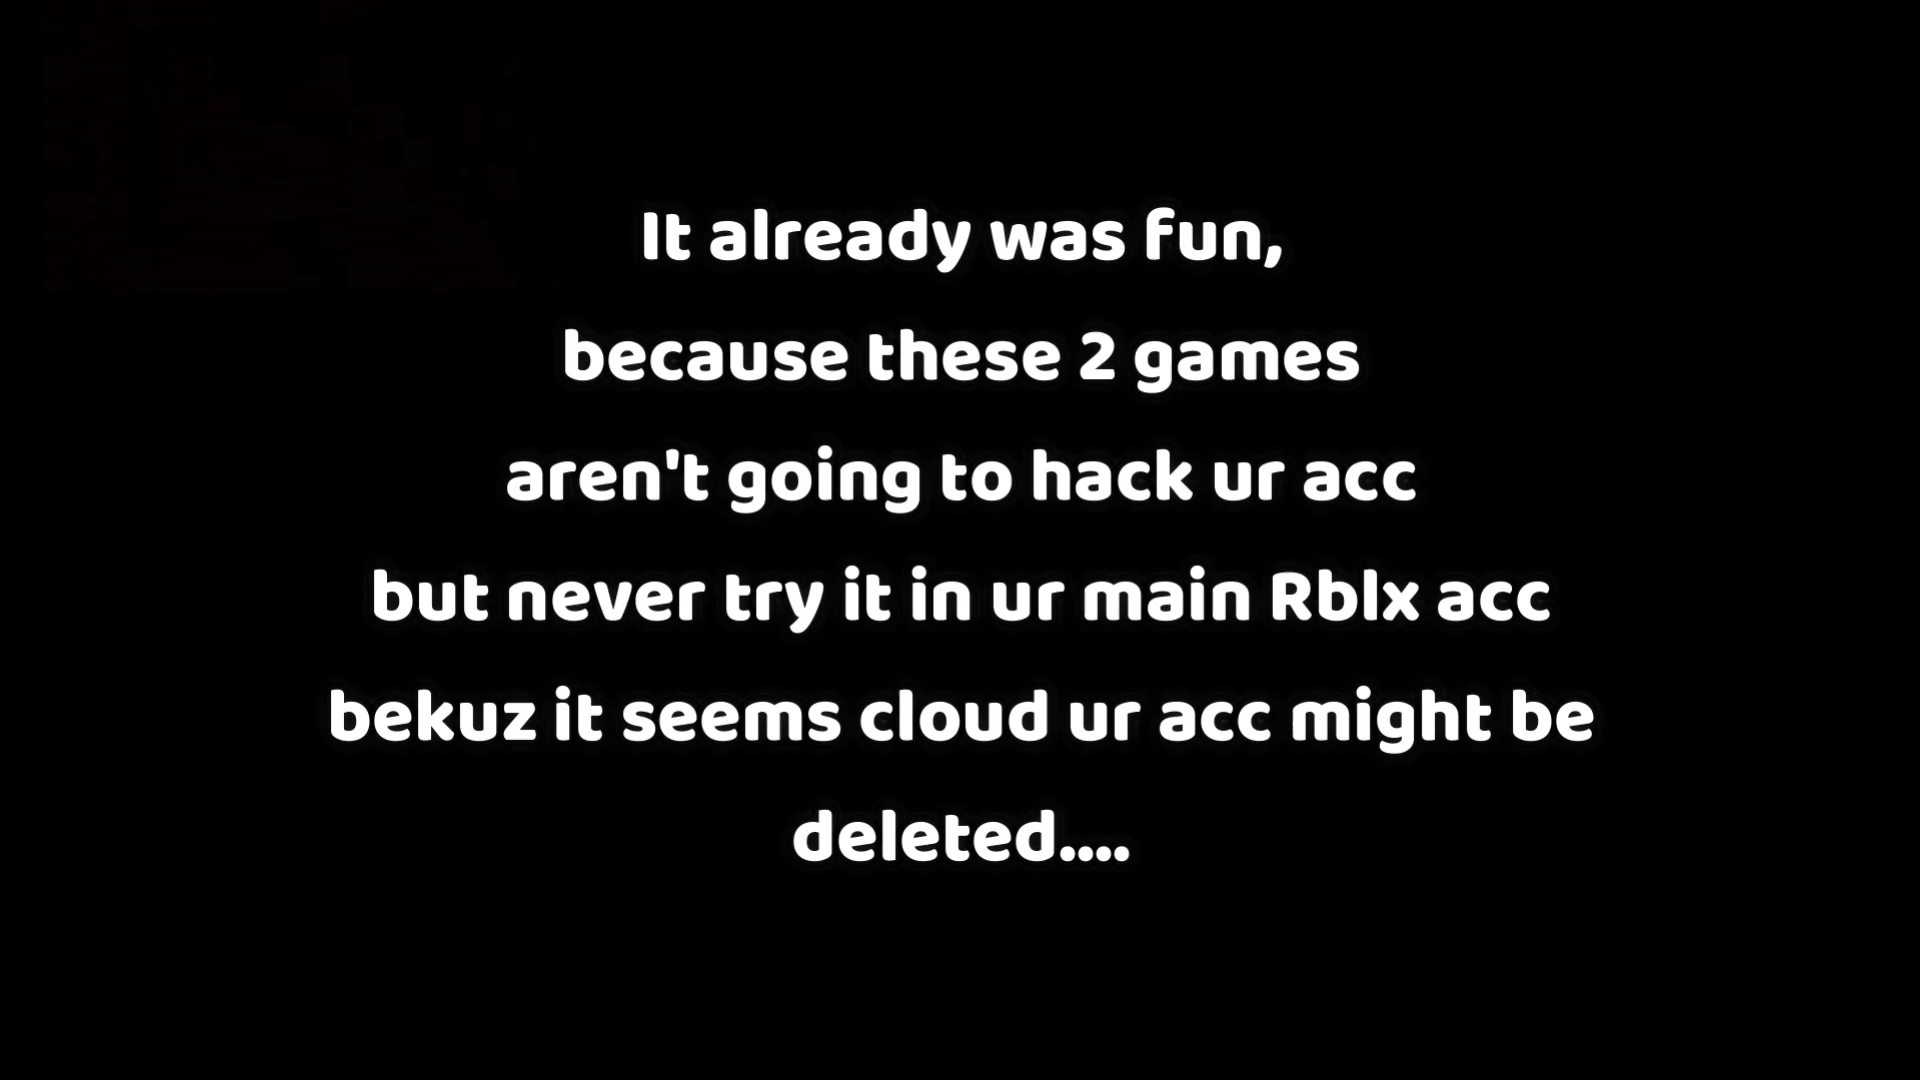 It already was fun,
because these 2 games
aren't going to hack ur acc
but never try it in ur main Rblx acc
bekuz it seems cloud ur acc might be
deleted....